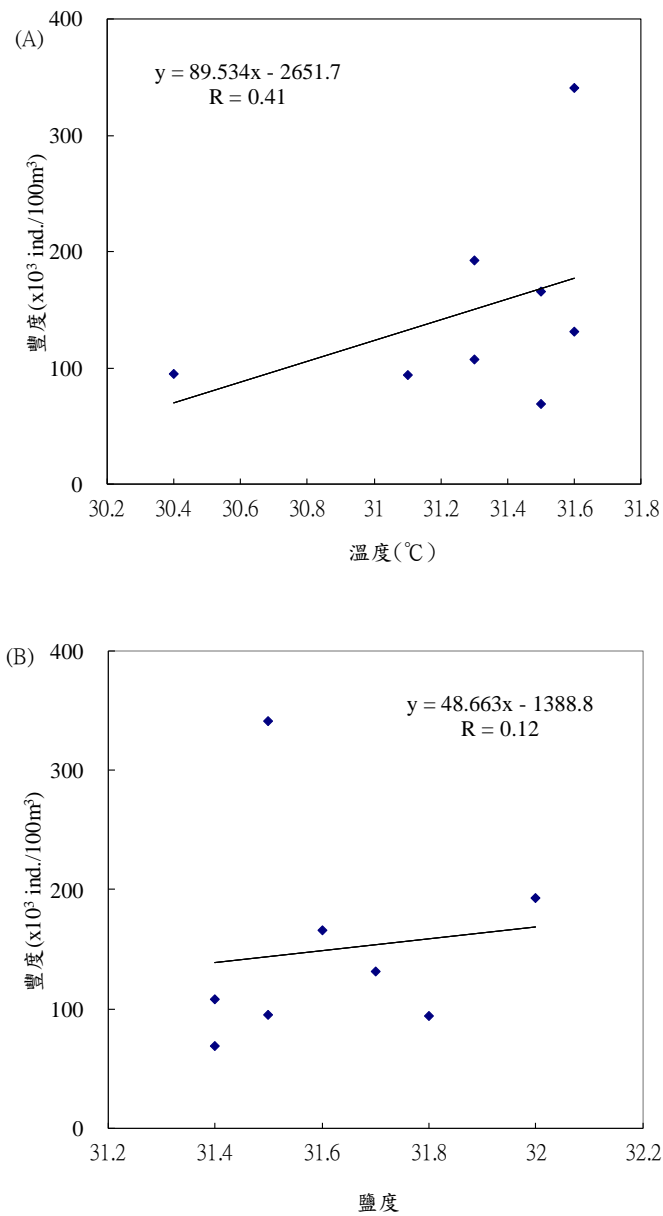 (A)
400
300
200
100
0
y = 89.534x - 2651.7
R = 0.41
豐度(x10³ ind./100m³)
30.2 30.4 30.6 30.8 31 31.2 31.4 31.6 31.8
溫度(℃)
(B)
400
300
200
100
0
y = 48.663x - 1388.8
R = 0.12
豐度(x10³ ind./100m³)
31.2 31.4 31.6 31.8 32 32.2
鹽度